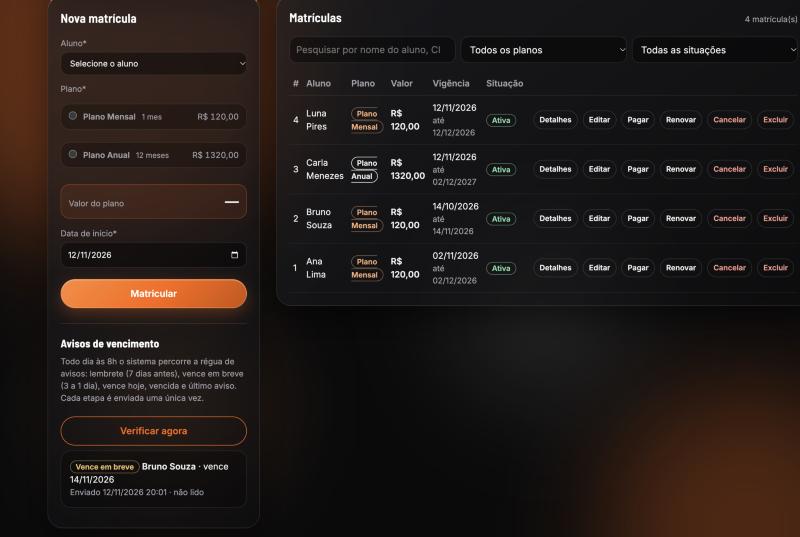 Nova matrícula
Aluno*
Selecione o aluno
Plano*
Plano Mensal 1 mes R$ 120,00
Plano Anual 12 meses R$ 1320,00
Valor do plano —
Data de início*
12/11/2026
Matricular
Avisos de vencimento
Todo dia às 8h o sistema percorre a régua de
avisos: lembrete (7 dias antes), vence em breve
(3 a 1 dia), vence hoje, vencida e último aviso.
Cada etapa é enviada uma única vez.
Verificar agora
Vence em breve Bruno Souza · vence
14/11/2026
Enviado 12/11/2026 20:01 · não lido
Matrículas 4 matrícula(s)
Pesquisar por nome do aluno, CI Todos os planos Todas as situações
# Aluno Plano Valor Vigência Situação
4 Luna Pires Plano Mensal R$ 120,00 12/11/2026 até 12/12/2026 Ativa Detalhes Editar Pagar Renovar Cancelar Excluir
3 Carla Menezes Plano Anual R$ 1320,00 12/11/2026 até 02/12/2027 Ativa Detalhes Editar Pagar Renovar Cancelar Excluir
2 Bruno Souza Plano Mensal R$ 120,00 14/10/2026 até 14/11/2026 Ativa Detalhes Editar Pagar Renovar Cancelar Excluir
1 Ana Lima Plano Mensal R$ 120,00 02/11/2026 até 02/12/2026 Ativa Detalhes Editar Pagar Renovar Cancelar Excluir